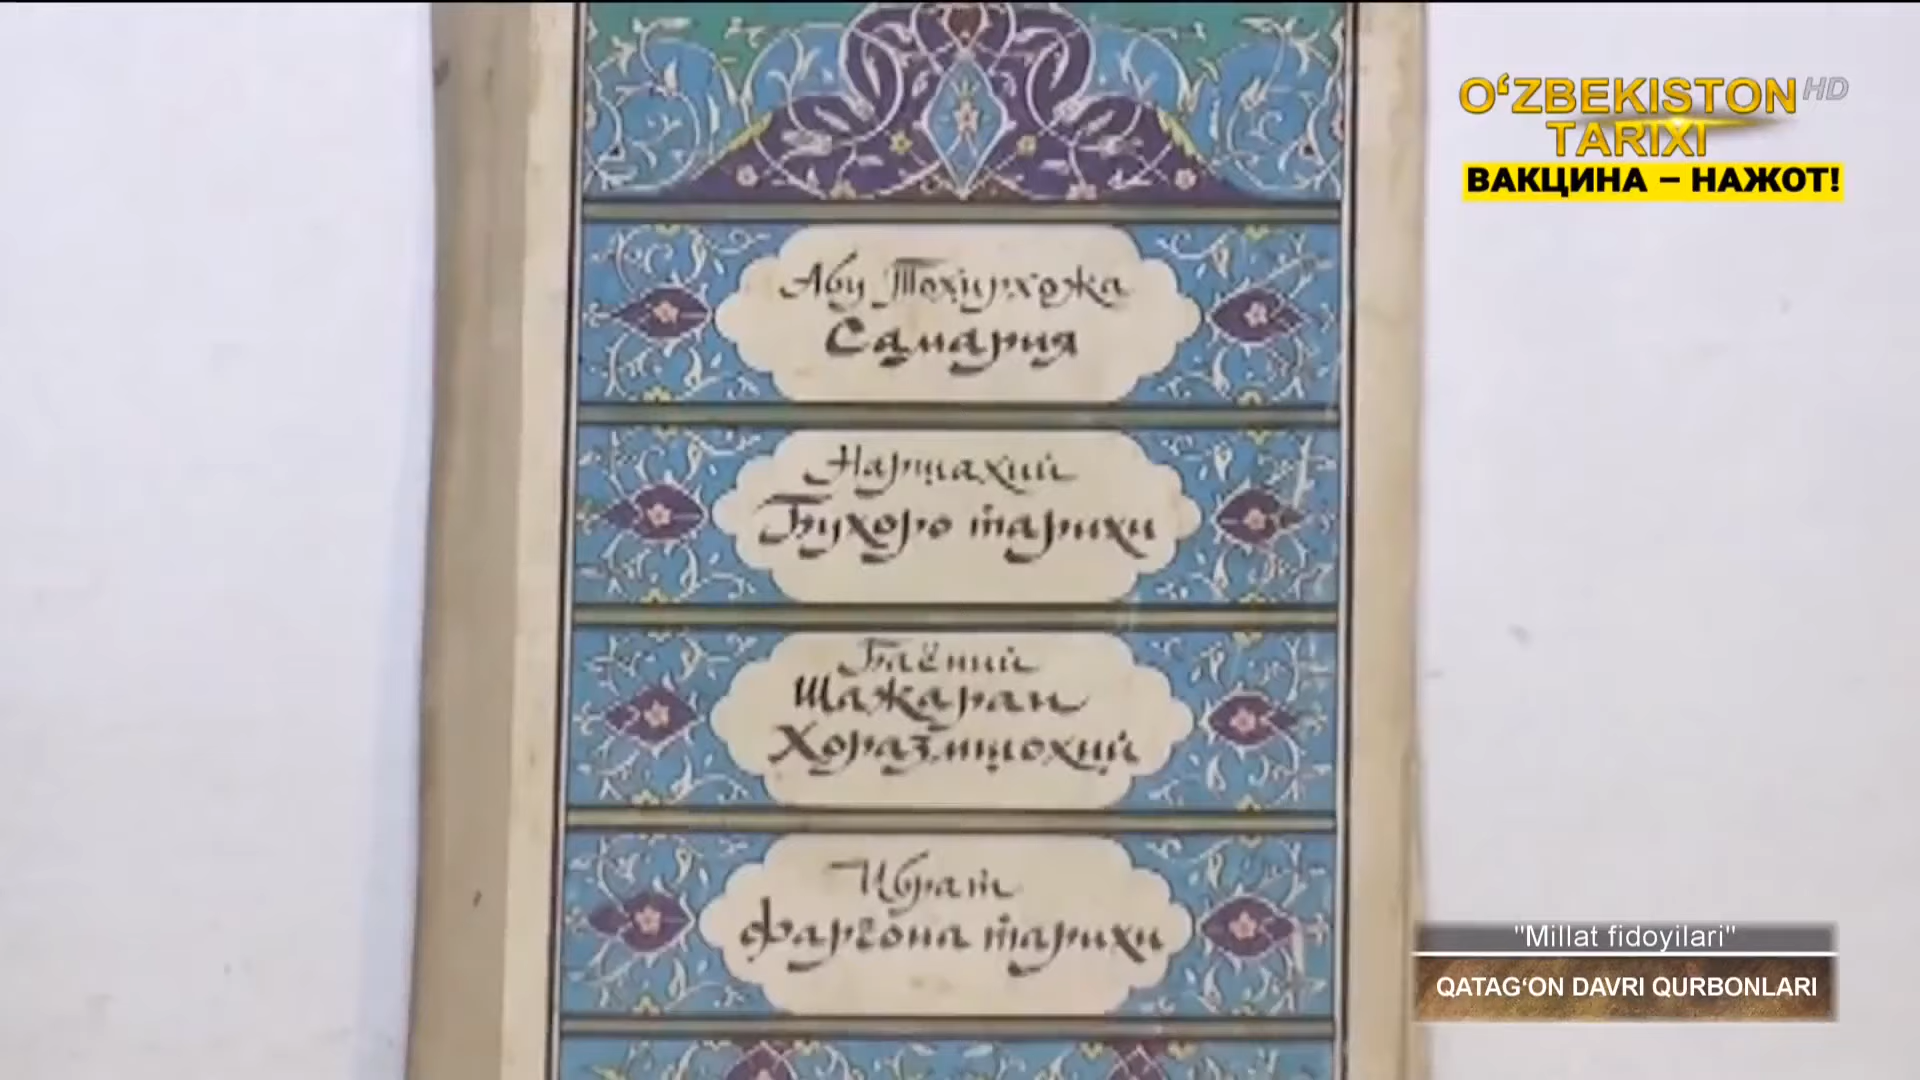 Абу Тоҳирхожа
Самария
Наршахий
Бухоро тарихи
Баёний
Шажараи
Хоразмшоҳий
Ибрат
Фарғона тарихи
O‘ZBEKISTON HD
TARIXI
ВАКЦИНА – НАЖОТ!
"Millat fidoyilari"
QATAG‘ON DAVRI QURBONLARI